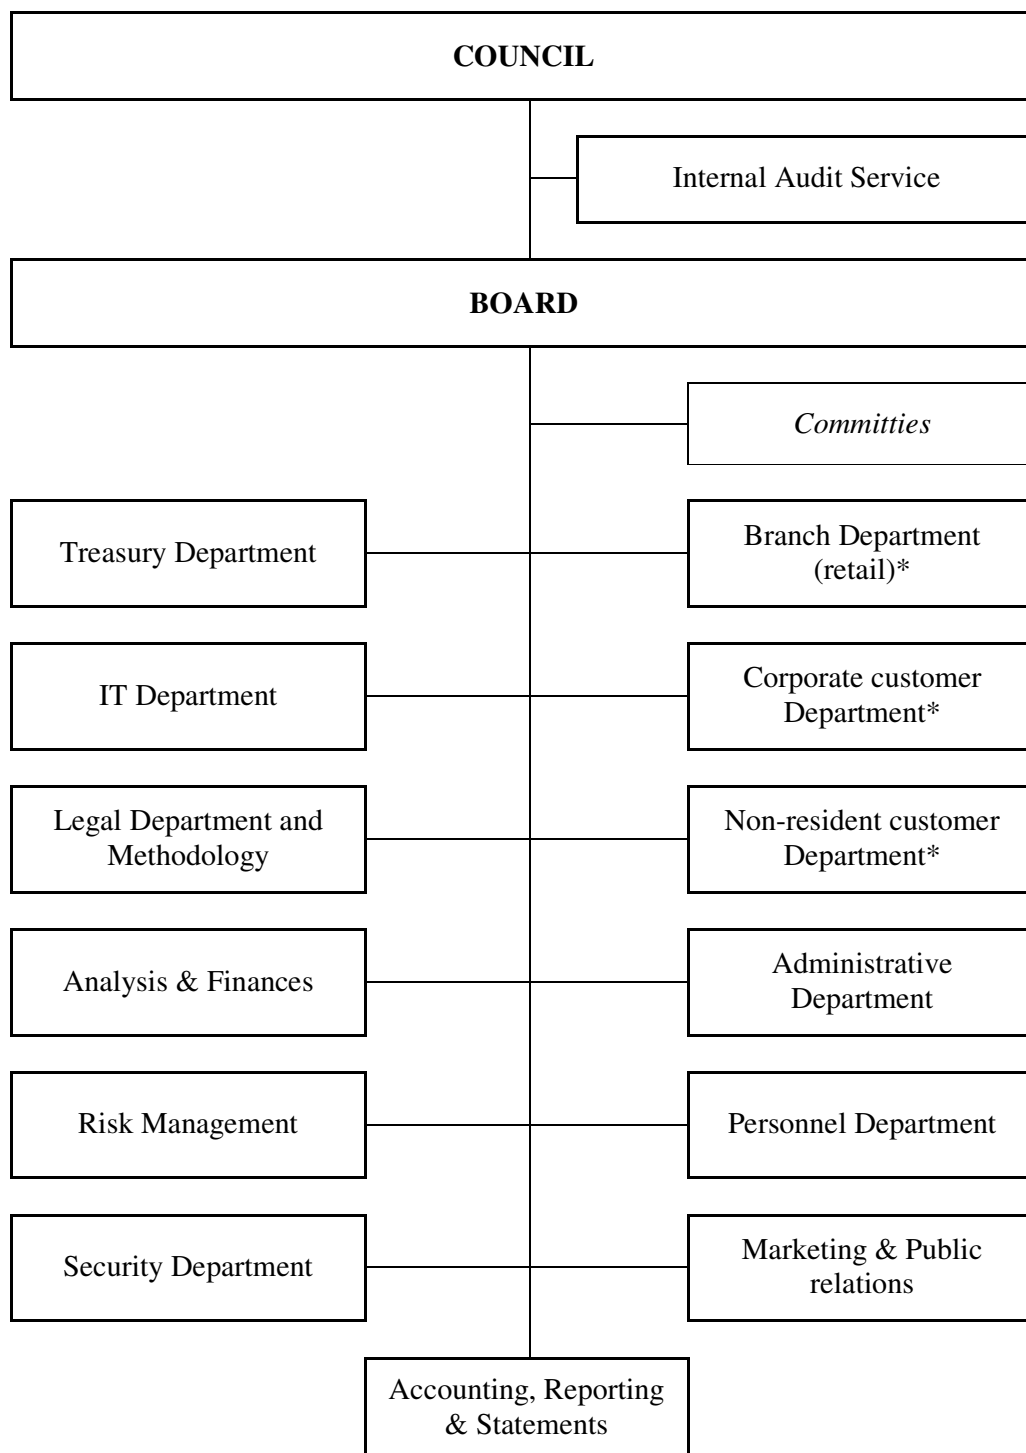 COUNCIL
Internal Audit Service
BOARD
Committies
Treasury Department
Branch Department
(retail)*
IT Department
Corporate customer
Department*
Legal Department and
Methodology
Non-resident customer
Department*
Analysis & Finances
Administrative
Department
Risk Management
Personnel Department
Security Department
Marketing & Public
relations
Accounting, Reporting
& Statements